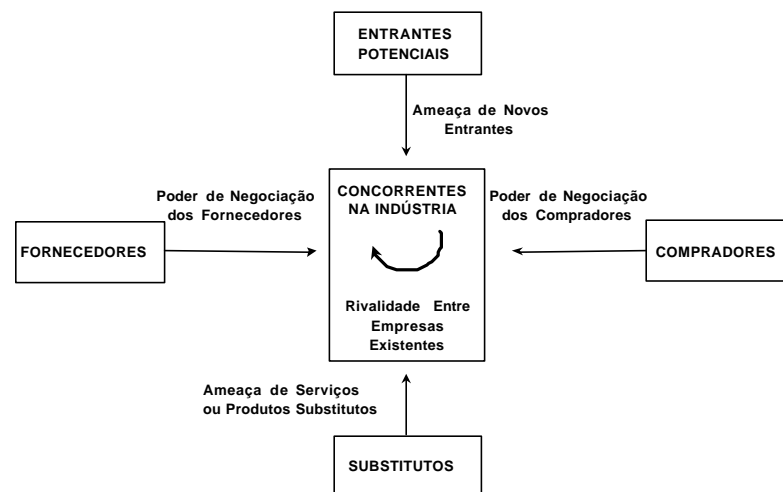 ENTRANTES
POTENCIAIS
Ameaça de Novos
Entrantes
Poder de Negociação
dos Fornecedores
CONCORRENTES
NA INDÚSTRIA
Poder de Negociação
dos Compradores
FORNECEDORES
COMPRADORES
Rivalidade Entre
Empresas
Existentes
Ameaça de Serviços
ou Produtos Substitutos
SUBSTITUTOS